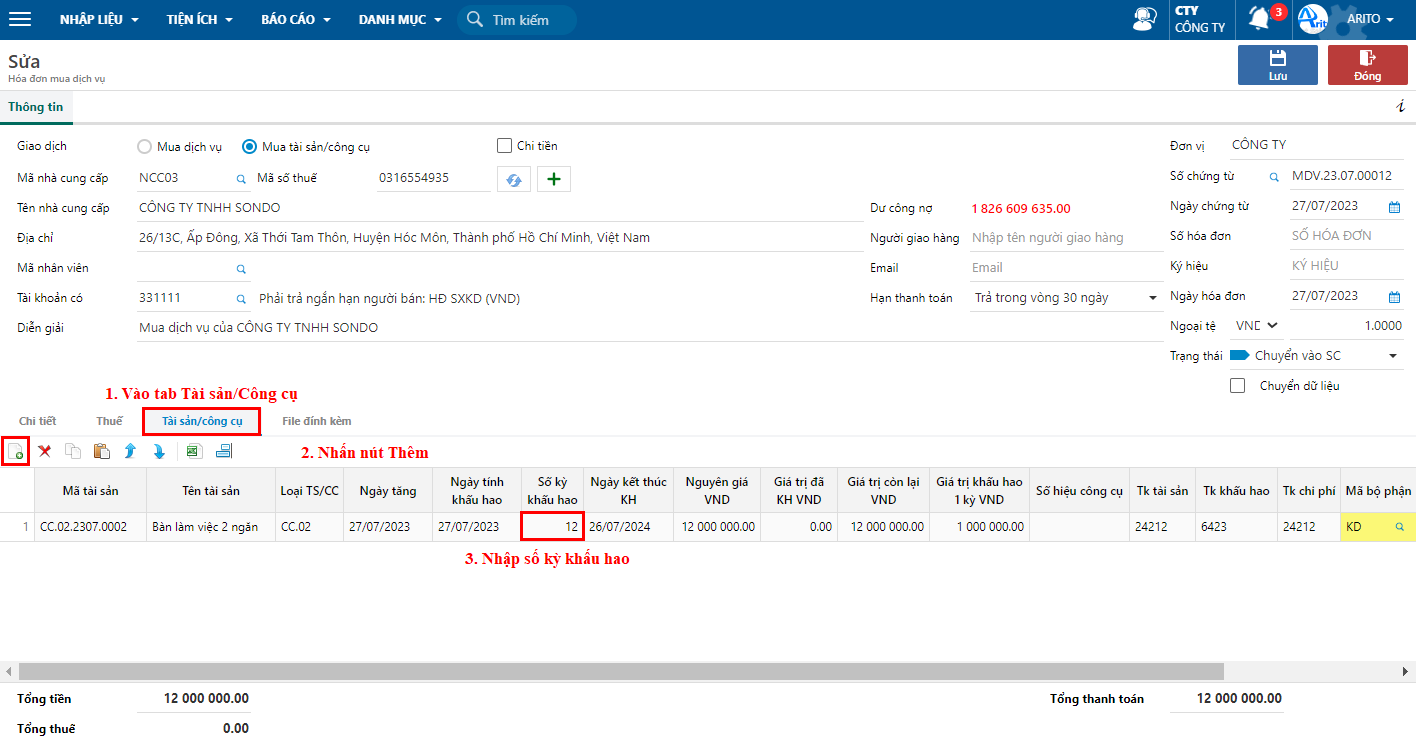 NHẬP LIỆU TIỆN ÍCH BÁO CÁO DANH MỤC Tìm kiếm CTY CÔNG TY 3 Arit ARITO
Sửa
Hóa đơn mua dịch vụ
Lưu Đóng
Thông tin i
Giao dịch Mua dịch vụ Mua tài sản/công cụ Chi tiền Đơn vị CÔNG TY
Mã nhà cung cấp NCC03 Mã số thuế 0316554935 Số chứng từ MDV.23.07.00012
Tên nhà cung cấp CÔNG TY TNHH SONDO Dư công nợ 1 826 609 635.00 Ngày chứng từ 27/07/2023
Địa chỉ 26/13C, Ấp Đông, Xã Thới Tam Thôn, Huyện Hóc Môn, Thành phố Hồ Chí Minh, Việt Nam Người giao hàng Nhập tên người giao hàng Số hóa đơn SỐ HÓA ĐƠN
Mã nhân viên Email Email Ký hiệu KÝ HIỆU
Tài khoản có 331111 Phải trả ngắn hạn người bán: HĐ SXKD (VND) Hạn thanh toán Trả trong vòng 30 ngày Ngày hóa đơn 27/07/2023
Diễn giải Mua dịch vụ của CÔNG TY TNHH SONDO Ngoại tệ VND 1.0000
Trạng thái Chuyển vào SC
Chuyển dữ liệu
1. Vào tab Tài sản/Công cụ
Chi tiết Thuế Tài sản/công cụ File đính kèm
2. Nhấn nút Thêm
Mã tài sản Tên tài sản Loại TS/CC Ngày tăng Ngày tính khấu hao Số kỳ khấu hao Ngày kết thúc KH Nguyên giá VND Giá trị đã KH VND Giá trị còn lại VND Giá trị khấu hao 1 kỳ VND Số hiệu công cụ Tk tài sản Tk khấu hao Tk chi phí Mã bộ phận
1 CC.02.2307.0002 Bàn làm việc 2 ngăn CC.02 27/07/2023 27/07/2023 12 26/07/2024 12 000 000.00 0.00 12 000 000.00 1 000 000.00 24212 6423 24212 KD
3. Nhập số kỳ khấu hao
Tổng tiền 12 000 000.00 Tổng thanh toán 12 000 000.00
Tổng thuế 0.00